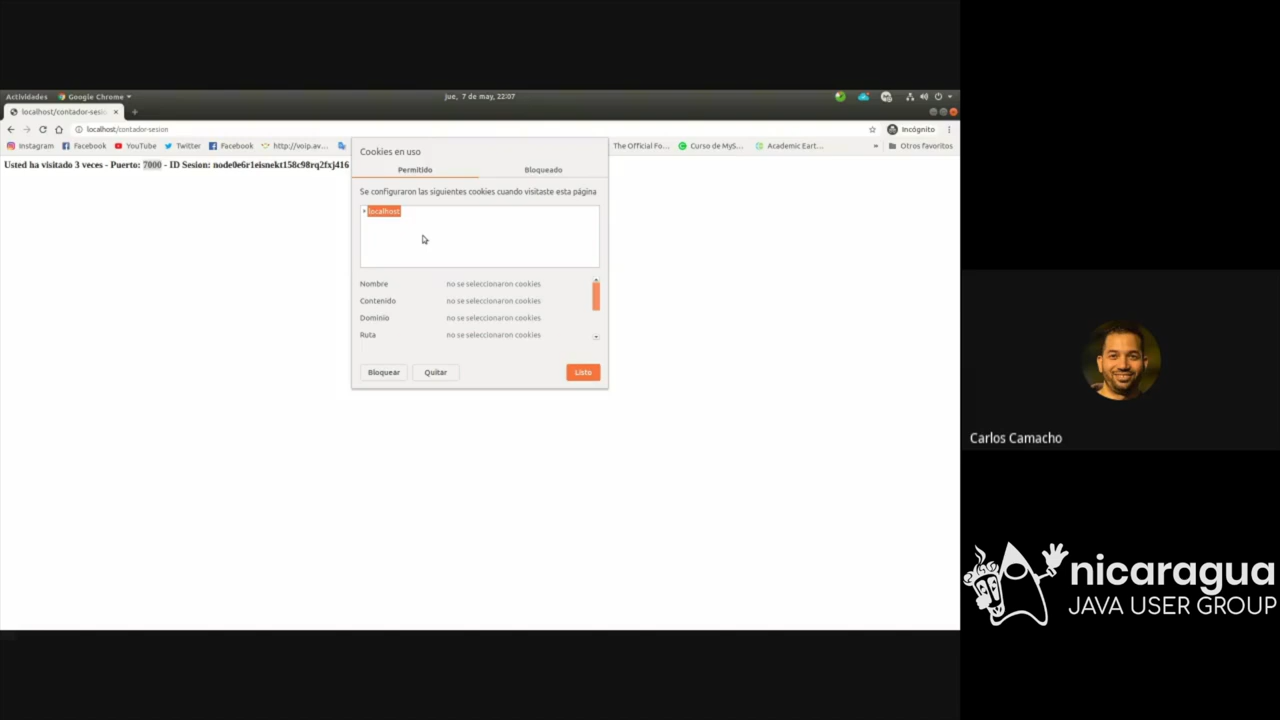 Actividades
Google Chrome
jue, 7 de may, 22:07
localhost/contador-sesio
localhost/contador-sesion
Incógnito
Instagram
Facebook
YouTube
Twitter
Facebook
http://voip.av...
The Official Fo...
Curso de MyS...
Academic Eart...
»
Otros favoritos
Usted ha visitado 3 veces - Puerto: 7000 - ID Sesion: node0e6r1eisnekt158c98rq2fxj416
Cookies en uso
Permitido
Bloqueado
Se configuraron las siguientes cookies cuando visitaste esta página
localhost
Nombre no se seleccionaron cookies
Contenido no se seleccionaron cookies
Dominio no se seleccionaron cookies
Ruta no se seleccionaron cookies
Bloquear
Quitar
Listo
Carlos Camacho
nicaragua
JAVA USER GROUP